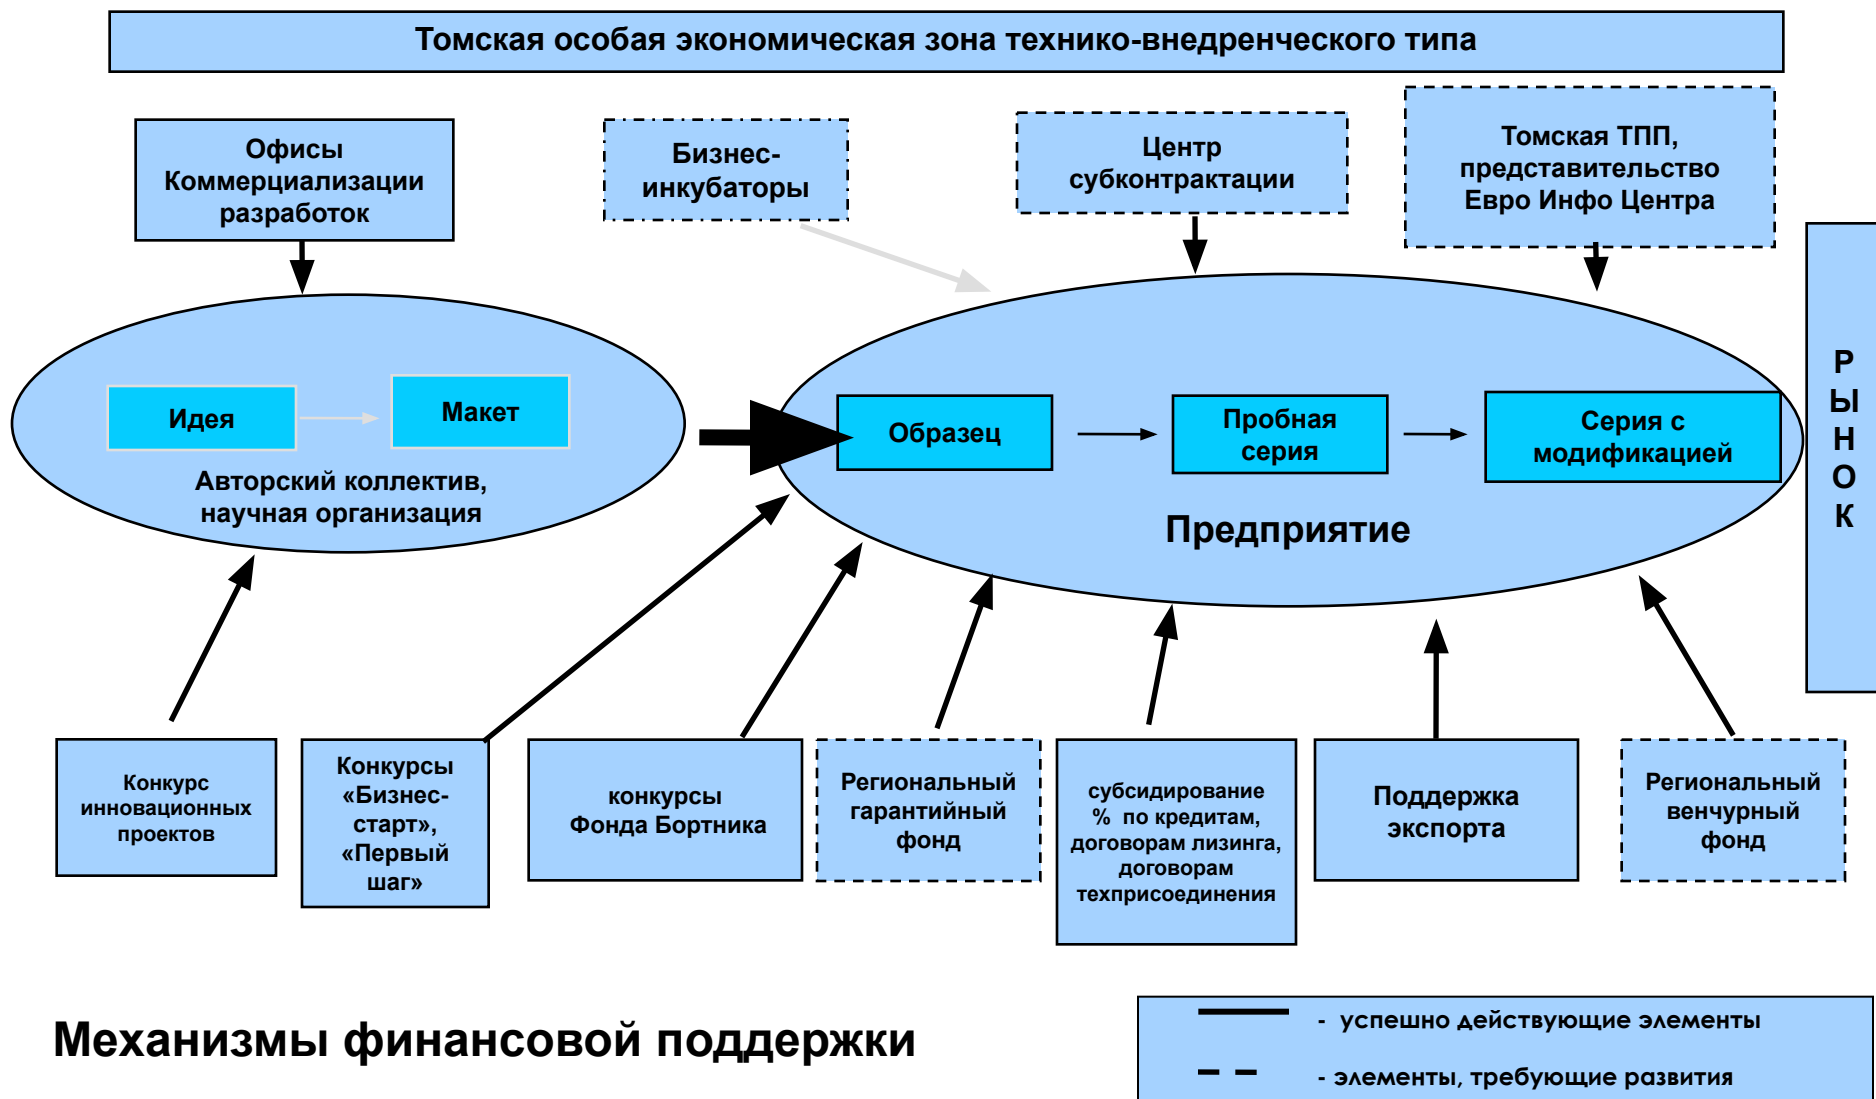 Томская особая экономическая зона технико-внедренческого типа
Офисы
Коммерциализации
разработок
Бизнес-
инкубаторы
Центр
субконтрактации
Томская ТПП,
представительство
Евро Инфо Центра
Идея
Макет
Авторский коллектив,
научная организация
Образец
Пробная
серия
Серия с
модификацией
Предприятие
Р
Ы
Н
О
К
Конкурс
инновационных
проектов
Конкурсы
«Бизнес-
старт»,
«Первый
шаг»
конкурсы
Фонда Бортника
Региональный
гарантийный
фонд
субсидирование
% по кредитам,
договорам лизинга,
договорам
техприсоединения
Поддержка
экспорта
Региональный
венчурный
фонд
Механизмы финансовой поддержки
- успешно действующие элементы
- элементы, требующие развития